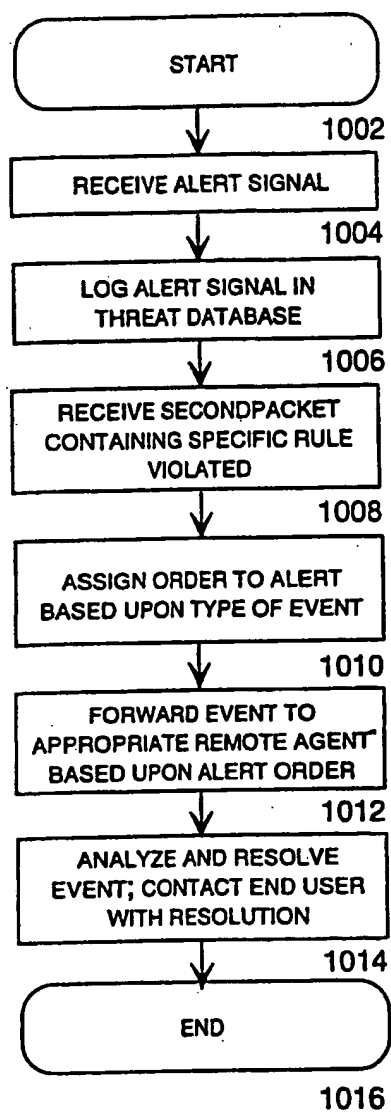 START
1002
RECEIVE ALERT SIGNAL
1004
LOG ALERT SIGNAL IN
THREAT DATABASE
1006
RECEIVE SECONDPACKET
CONTAINING SPECIFIC RULE
VIOLATED
1008
ASSIGN ORDER TO ALERT
BASED UPON TYPE OF EVENT
1010
FORWARD EVENT TO
APPROPRIATE REMOTE AGENT
BASED UPON ALERT ORDER
1012
ANALYZE AND RESOLVE
EVENT; CONTACT END USER
WITH RESOLUTION
1014
END
1016